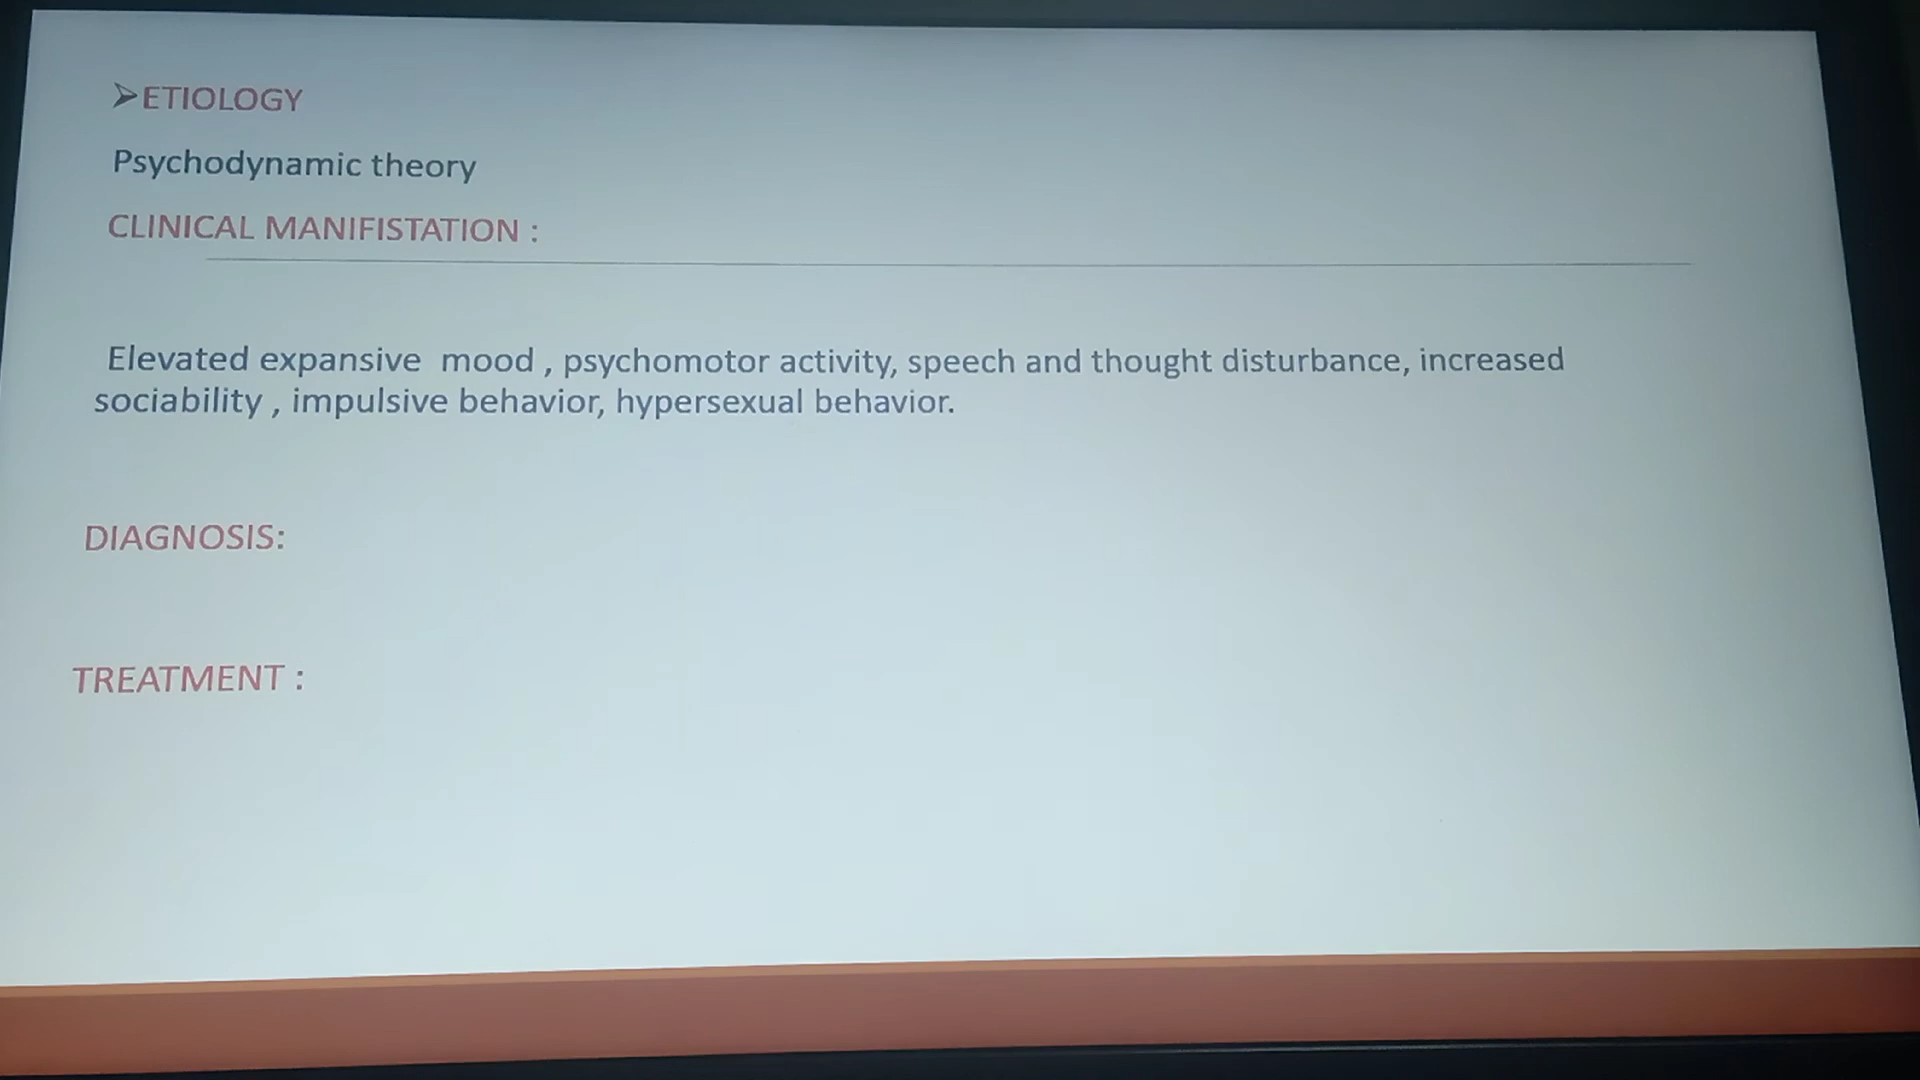 ➢ETIOLOGY
Psychodynamic theory
CLINICAL MANIFISTATION :
Elevated expansive mood , psychomotor activity, speech and thought disturbance, increased
sociability , impulsive behavior, hypersexual behavior.
DIAGNOSIS:
TREATMENT :